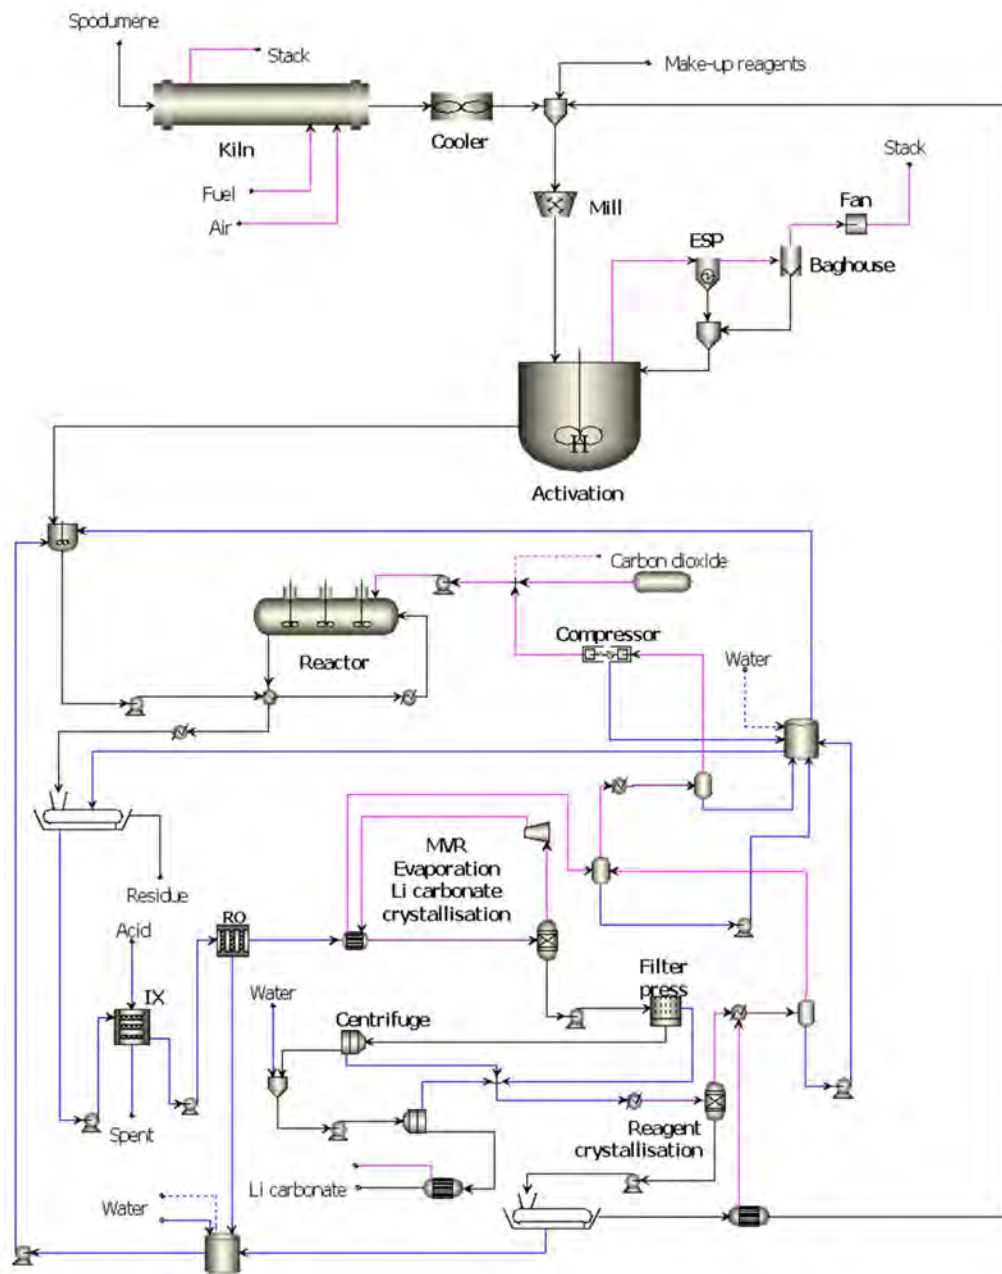 Spodumene
Stack
Make-up reagents
Kiln
Cooler
Stack
Fuel
Mill
Fan
Air
ESP
Baghouse
Activation
Carbon dioxide
Compressor
Reactor
Water
MVR
Evaporation
Li carbonate
crystallisation
Residue
RO
Acid
Filter
press
IX
Water
Centrifuge
Spent
Reagent
crystallisation
Li carbonate
Water